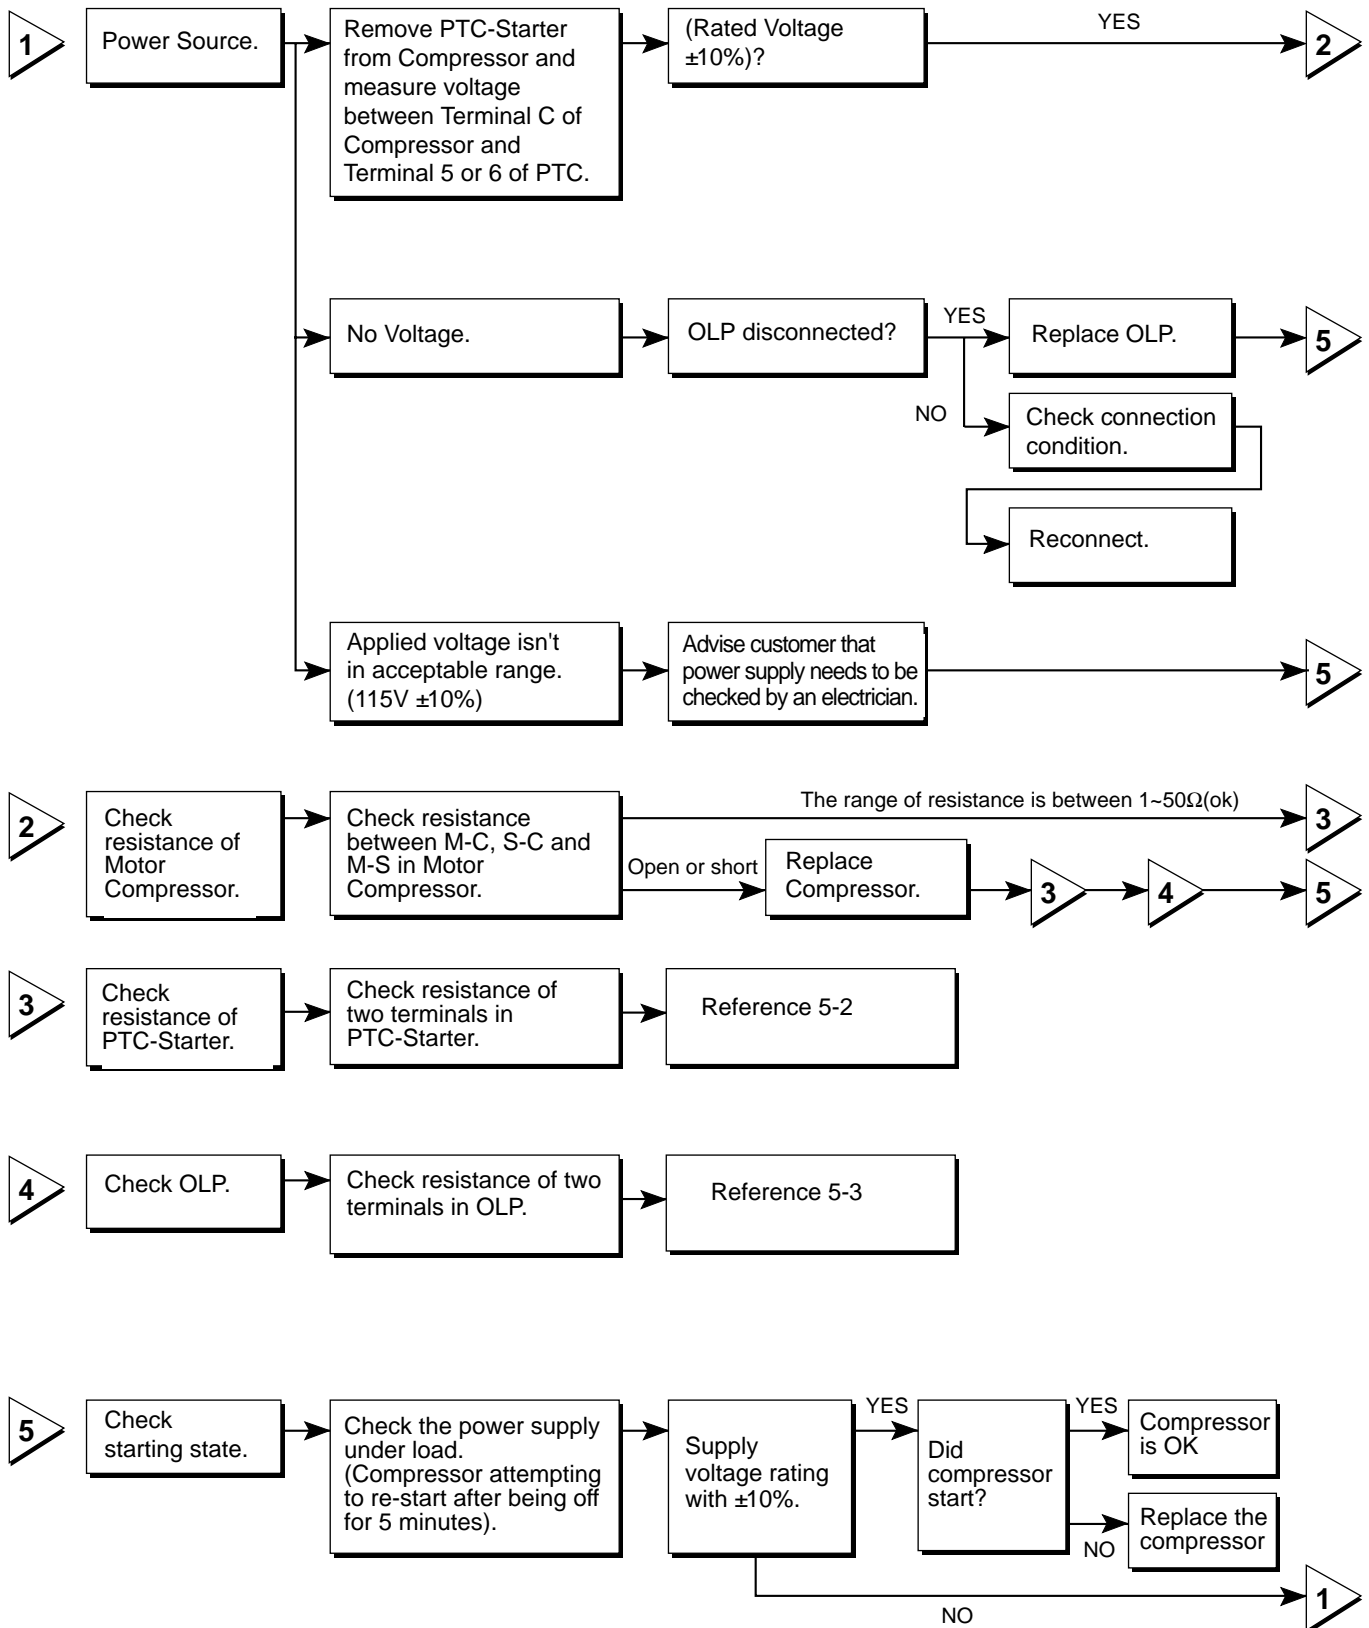 1
Power Source.
Remove PTC-Starter
from Compressor and
measure voltage
between Terminal C of
Compressor and
Terminal 5 or 6 of PTC.
(Rated Voltage
±10%)?
YES
2
No Voltage.
OLP disconnected?
YES
Replace OLP.
5
NO
Check connection
condition.
Reconnect.
Applied voltage isn't
in acceptable range.
(115V ±10%)
Advise customer that
power supply needs to be
checked by an electrician.
5
2
Check
resistance of
Motor
Compressor.
Check resistance
between M-C, S-C and
M-S in Motor
Compressor.
The range of resistance is between 1~50Ω(ok)
3
Open or short
Replace
Compressor.
3
4
5
3
Check
resistance of
PTC-Starter.
Check resistance of
two terminals in
PTC-Starter.
Reference 5-2
4
Check OLP.
Check resistance of two
terminals in OLP.
Reference 5-3
5
Check
starting state.
Check the power supply
under load.
(Compressor attempting
to re-start after being off
for 5 minutes).
Supply
voltage rating
with ±10%.
YES
Did
compressor
start?
YES
Compressor
is OK
NO
Replace the
compressor
NO
1